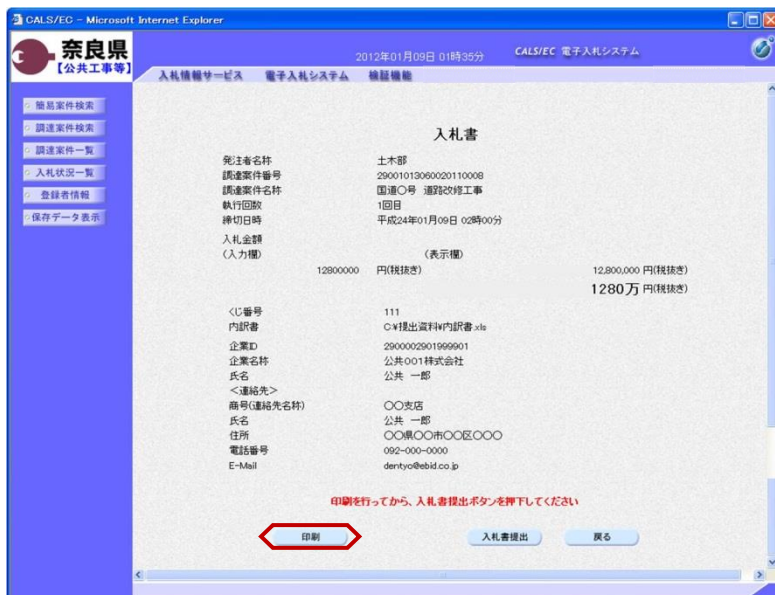 CALS/EC - Microsoft Internet Explorer
奈良県
【公共工事等】
2012年01月09日 01時35分
CALS/EC 電子入札システム
入札情報サービス 電子入札システム 検証機能
簡易案件検索
調達案件検索
調達案件一覧
入札状況一覧
登録者情報
保存データ表示
入札書
発注者名称 土木部
調達案件番号 29001013060020110008
調達案件名称 国道○号 道路改修工事
執行回数 1回目
締切日時 平成24年01月09日 02時00分
入札金額
(入力欄) (表示欄)
12800000 円(税抜き) 12,800,000 円(税抜き)
1280万 円(税抜き)
くじ番号 111
内訳書 C:¥提出資料¥内訳書.xls
企業ID 2900002901999901
企業名称 公共001株式会社
氏名 公共 一郎
＜連絡先＞
商号(連絡先名称) ○○支店
氏名 公共 一郎
住所 ○○県○○市○○区○○○
電話番号 092-000-0000
E-Mail dentyo@ebid.co.jp
印刷を行ってから、入札書提出ボタンを押下してください
印刷 入札書提出 戻る